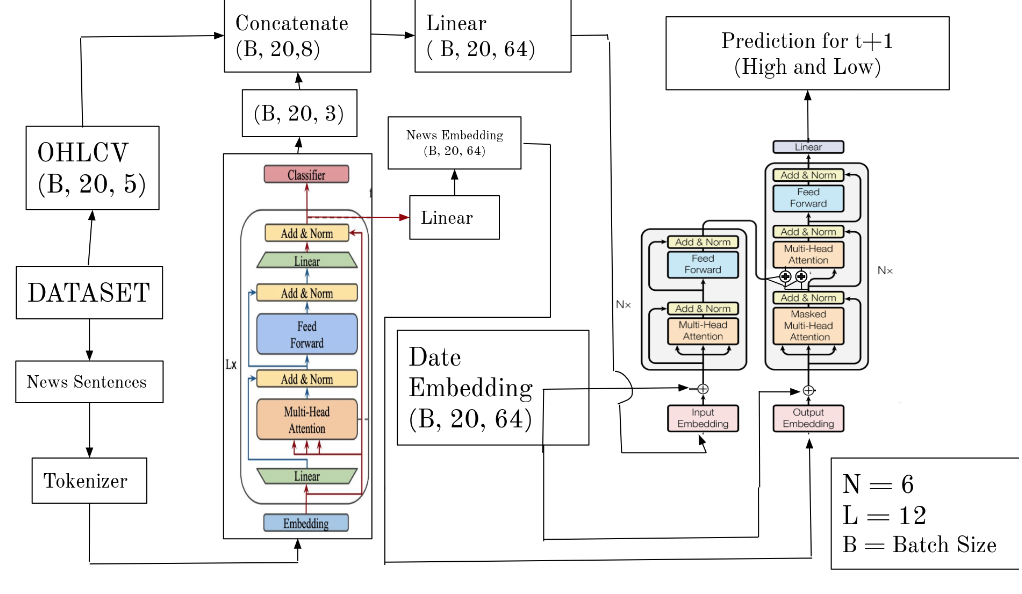 Concatenate
(B, 20,8)
Linear
( B, 20, 64)
Prediction for t+1
(High and Low)
(B, 20, 3)
OHLCV
(B, 20, 5)
News Embedding
(B, 20, 64)
Linear
DATASET
News Sentences
Tokenizer
Classifier
Add & Norm
Linear
Add & Norm
Feed
Forward
Lx
Add & Norm
Multi-Head
Attention
Linear
Embedding
Date
Embedding
(B, 20, 64)
Add & Norm
Feed
Forward
Nx
Add & Norm
Multi-Head
Attention
Input
Embedding
Linear
Add & Norm
Feed
Forward
Add & Norm
Multi-Head
Attention
Nx
Add & Norm
Masked
Multi-Head
Attention
Output
Embedding
N = 6
L = 12
B = Batch Size